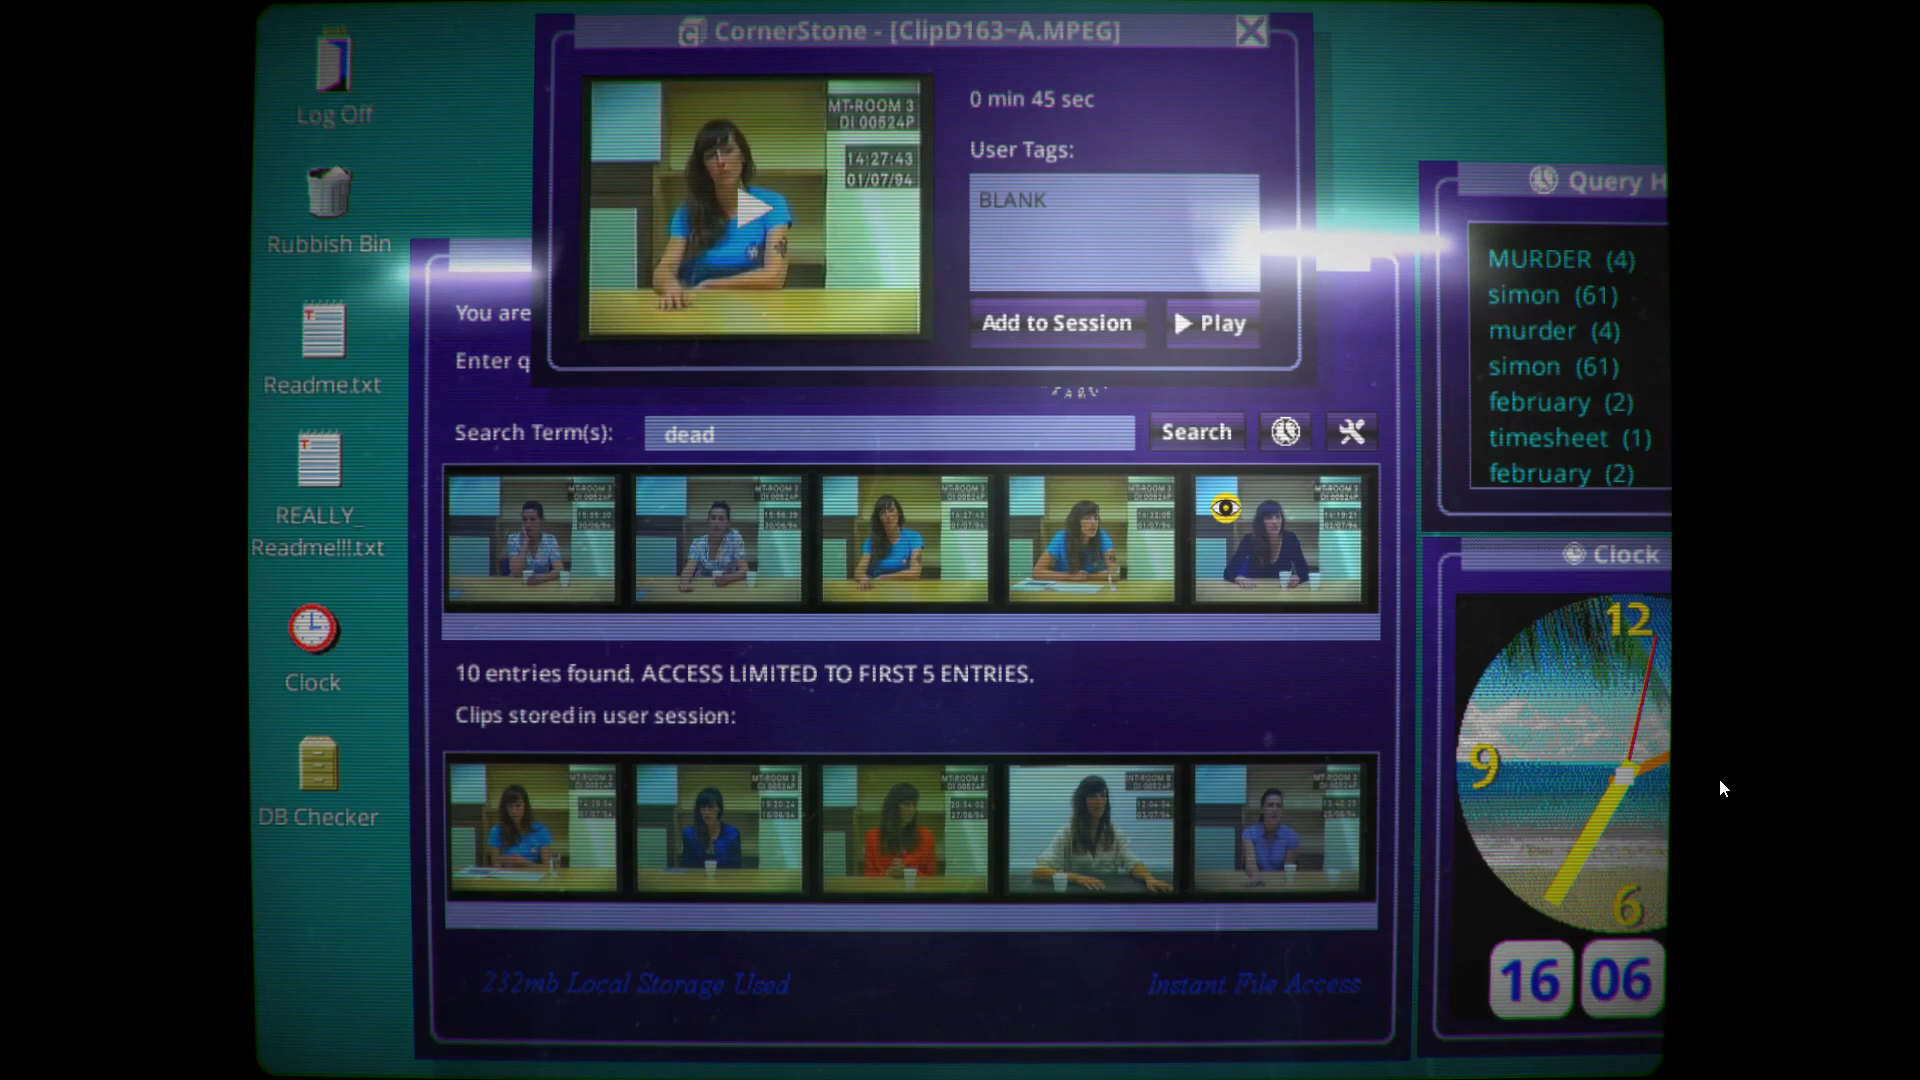 CornerStone - [ClipD163~A.MPEG]
Log Off
MT-ROOM 3
DI 00524P
14:27:43
01/07/94
0 min 45 sec
User Tags:
BLANK
Add to Session
Play
Rubbish Bin
Readme.txt
REALLY_
Readme!!!.txt
Clock
DB Checker
You are
Enter q
Search Term(s):
dead
Search
10 entries found. ACCESS LIMITED TO FIRST 5 ENTRIES.
Clips stored in user session:
232mb Local Storage Used
Instant File Access
Query H
MURDER (4)
simon (61)
murder (4)
simon (61)
february (2)
timesheet (1)
february (2)
Clock
12
9
6
16 06